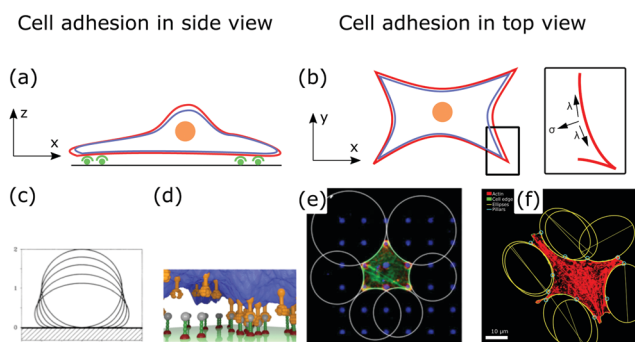 Cell adhesion in side view
Cell adhesion in top view
(a)
z
x
(b)
y
x
λ
σ
λ
(c)
2
1
0
(d)
(e)
(f)
Actin
Cell edge
Ellipses
Pillars
10 µm